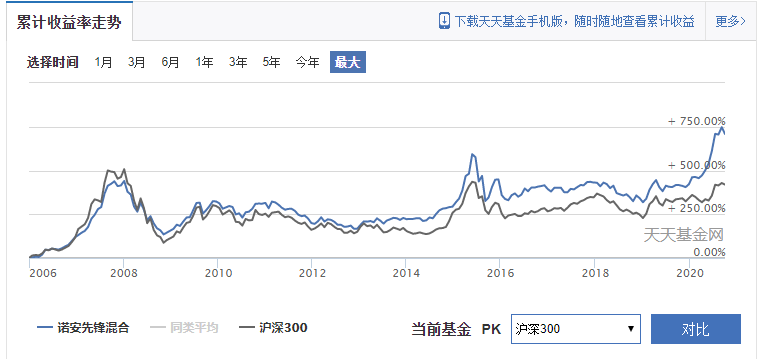 累计收益率走势
下载天天基金手机版，随时随地查看累计收益
更多>
选择时间 1月 3月 6月 1年 3年 5年 今年 最大
+ 750.00%
+ 500.00%
+ 250.00%
天天基金网
0.00%
2006 2008 2010 2012 2014 2016 2018 2020
诺安先锋混合 同类平均 沪深300 当前基金 PK 沪深300 对比